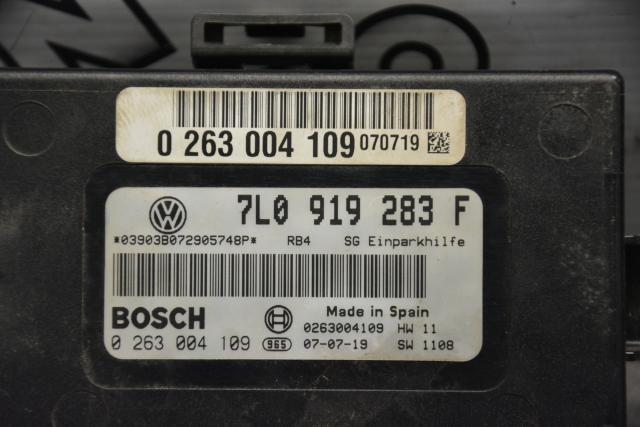 0 263 004 109 070719
7L0 919 283 F
*03903B072905748P* RB4 SG Einparkhilfe
BOSCH Made in Spain
0263004109 HW 11
0 263 004 109 965 07-07-19 SW 1108